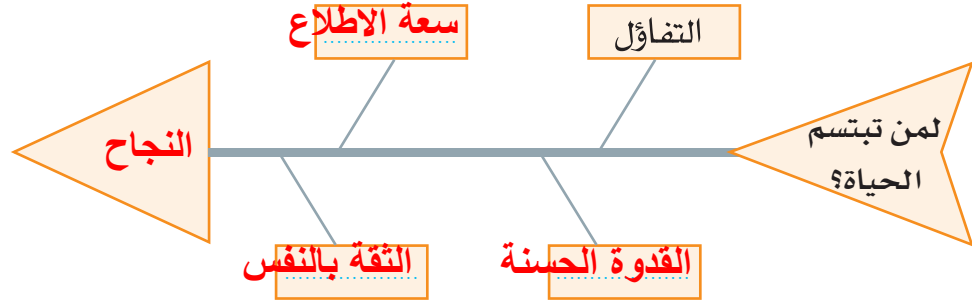 لمن تبتسم
الحياة؟
التفاؤل
سعة الاطلاع
القدوة الحسنة
الثقة بالنفس
النجاح